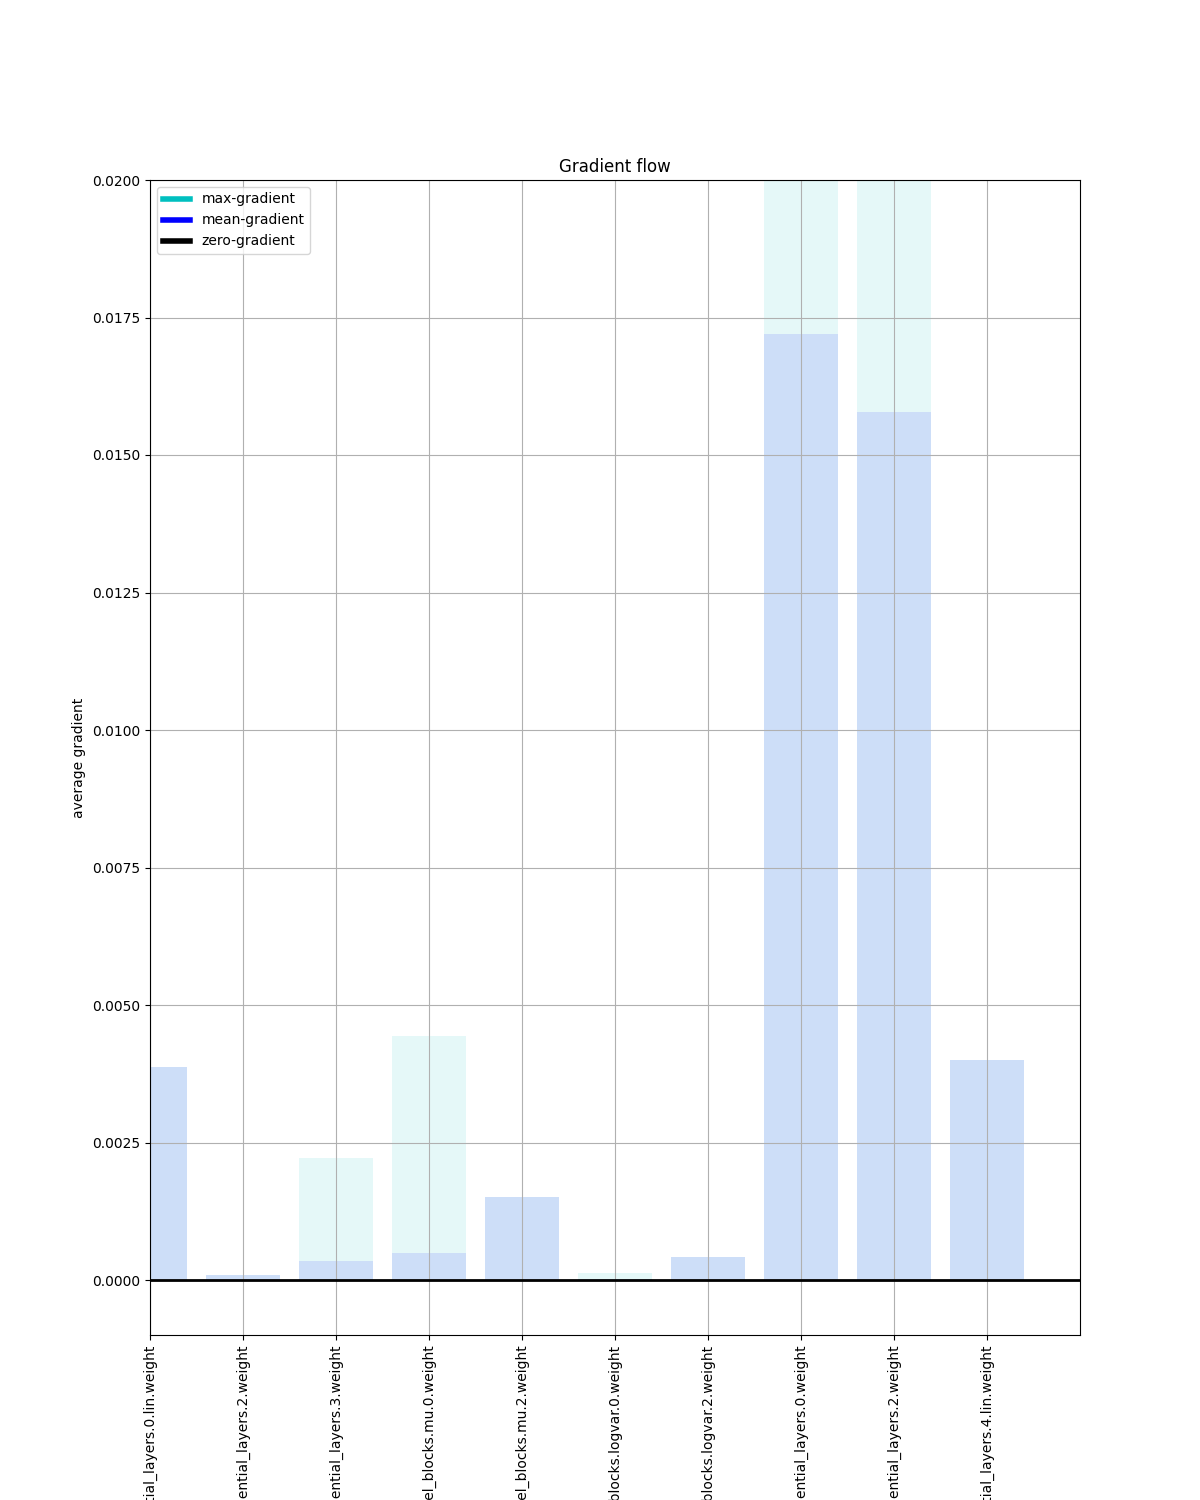 Gradient flow
max-gradient
mean-gradient
zero-gradient
0.0200
0.0175
0.0150
0.0125
0.0100
0.0075
0.0050
0.0025
0.0000
average gradient
tial_layers.0.lin.weight
ential_layers.2.weight
ential_layers.3.weight
el_blocks.mu.0.weight
el_blocks.mu.2.weight
blocks.logvar.0.weight
blocks.logvar.2.weight
ential_layers.0.weight
ential_layers.2.weight
tial_layers.4.lin.weight